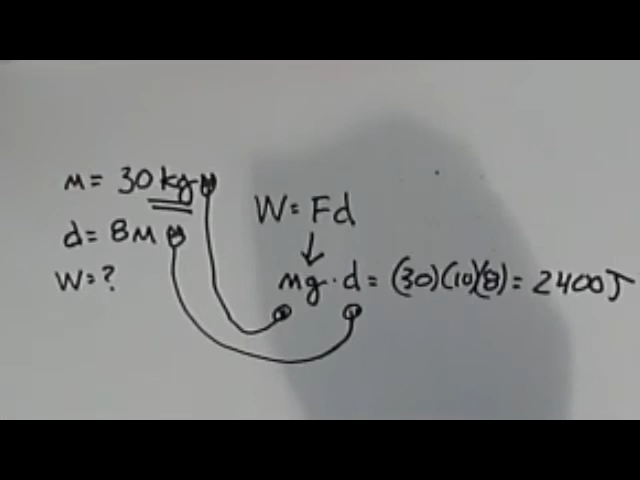 m = 30 kg
d = 8m
W = ?
W = Fd
mg · d = (30)(10)(8) = 2400J